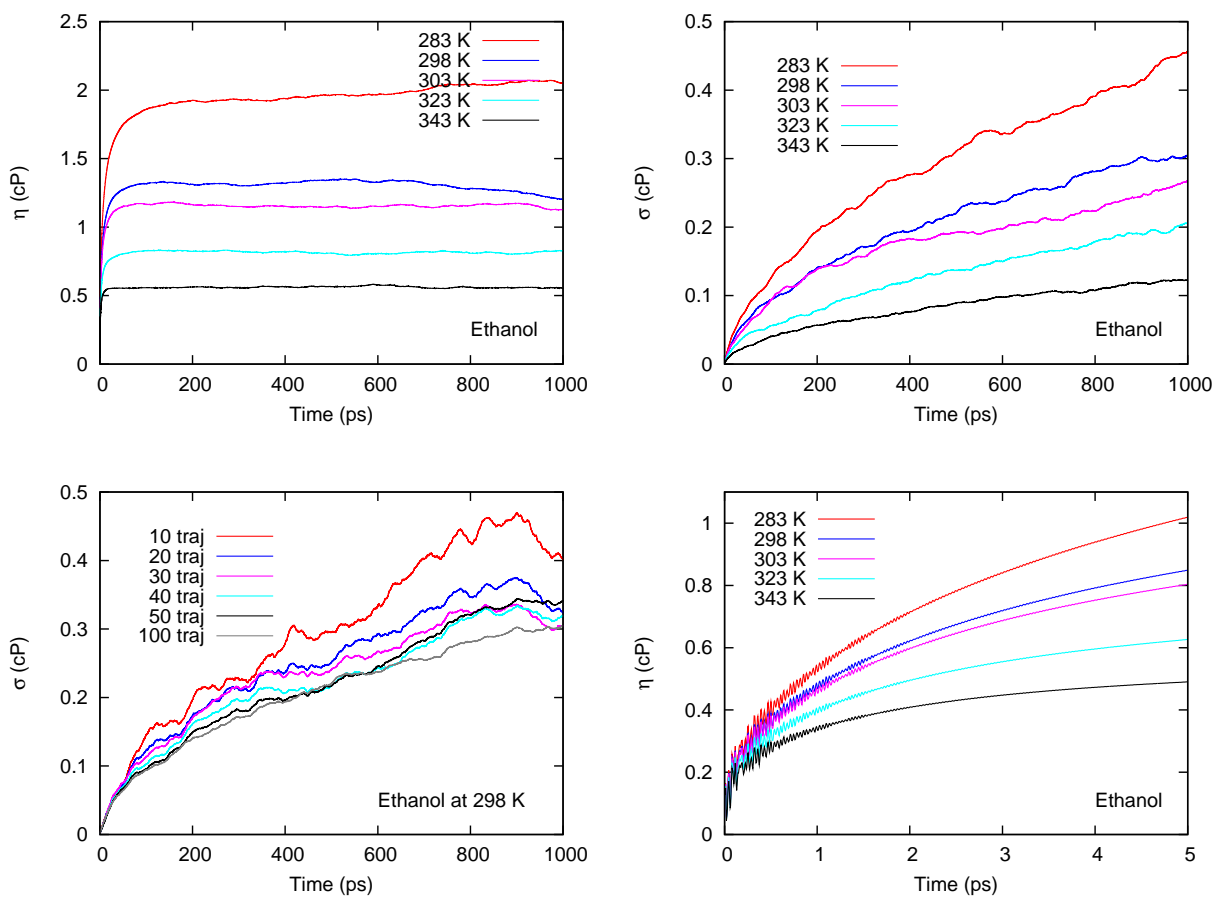 2.5
2
1.5
1
0.5
0
η (cP)
283 K
298 K
303 K
323 K
343 K
Ethanol
0 200 400 600 800 1000
Time (ps)
0.5
0.4
0.3
0.2
0.1
0
σ (cP)
283 K
298 K
303 K
323 K
343 K
Ethanol
0 200 400 600 800 1000
Time (ps)
0.5
0.4
0.3
0.2
0.1
0
σ (cP)
10 traj
20 traj
30 traj
40 traj
50 traj
100 traj
Ethanol at 298 K
0 200 400 600 800 1000
Time (ps)
1
0.8
0.6
0.4
0.2
0
η (cP)
283 K
298 K
303 K
323 K
343 K
Ethanol
0 1 2 3 4 5
Time (ps)